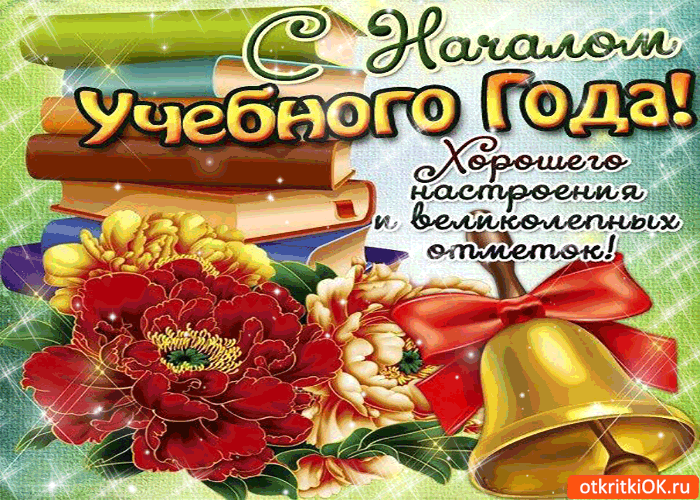 С Началом
Учебного Года!
Хорошего
настроения
и великолепных
отметок!
otkritkiOK.ru